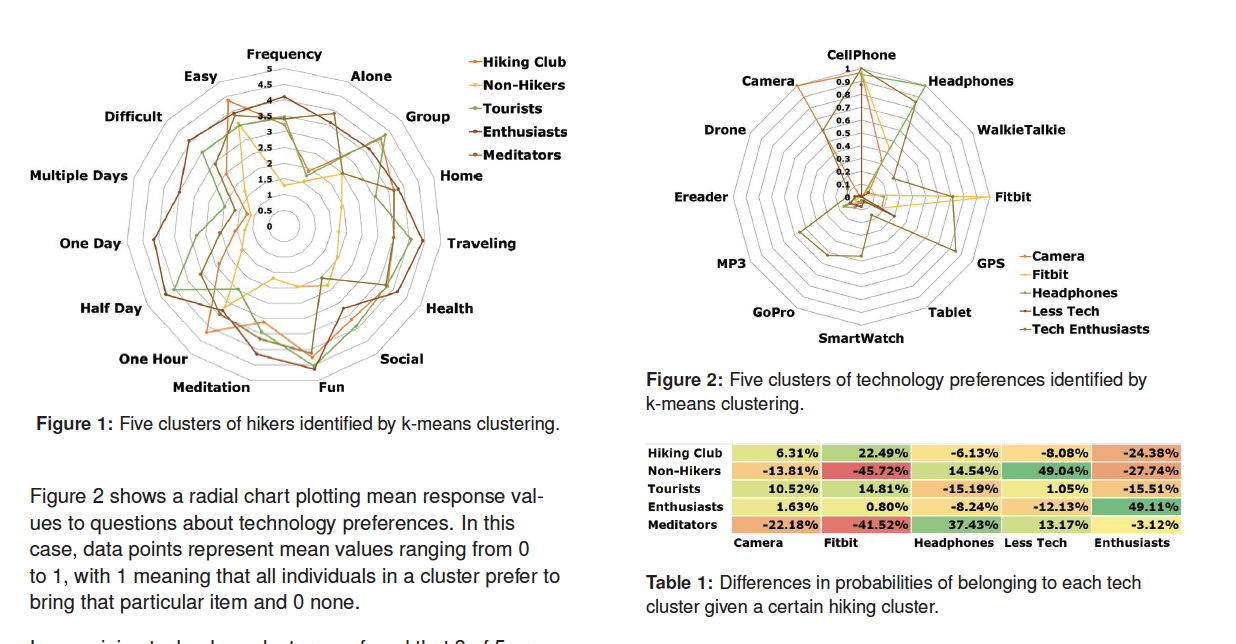 Frequency
Alone
Group
Home
Traveling
Health
Social
Fun
Meditation
One Hour
Half Day
One Day
Multiple Days
Difficult
Easy
5
4.5
4
3.5
3
2.5
2
1.5
1
0.5
0
Hiking Club
Non-Hikers
Tourists
Enthusiasts
Meditators
Figure 1: Five clusters of hikers identified by k-means clustering.
Figure 2 shows a radial chart plotting mean response val-
ues to questions about technology preferences. In this
case, data points represent mean values ranging from 0
to 1, with 1 meaning that all individuals in a cluster prefer to
bring that particular item and 0 none.
CellPhone
Headphones
WalkieTalkie
Fitbit
GPS
Tablet
SmartWatch
GoPro
MP3
Ereader
Drone
Camera
1
0.9
0.8
0.7
0.6
0.5
0.4
0.3
0.2
0.1
0
Camera
Fitbit
Headphones
Less Tech
Tech Enthusiasts
Figure 2: Five clusters of technology preferences identified by
k-means clustering.
Hiking Club 6.31% 22.49% -6.13% -8.08% -24.38%
Non-Hikers -13.81% -45.72% 14.54% 49.04% -27.74%
Tourists 10.52% 14.81% -15.19% 1.05% -15.51%
Enthusiasts 1.63% 0.80% -8.24% -12.13% 49.11%
Meditators -22.18% -41.52% 37.43% 13.17% -3.12%
Camera Fitbit Headphones Less Tech Enthusiasts
Table 1: Differences in probabilities of belonging to each tech
cluster given a certain hiking cluster.